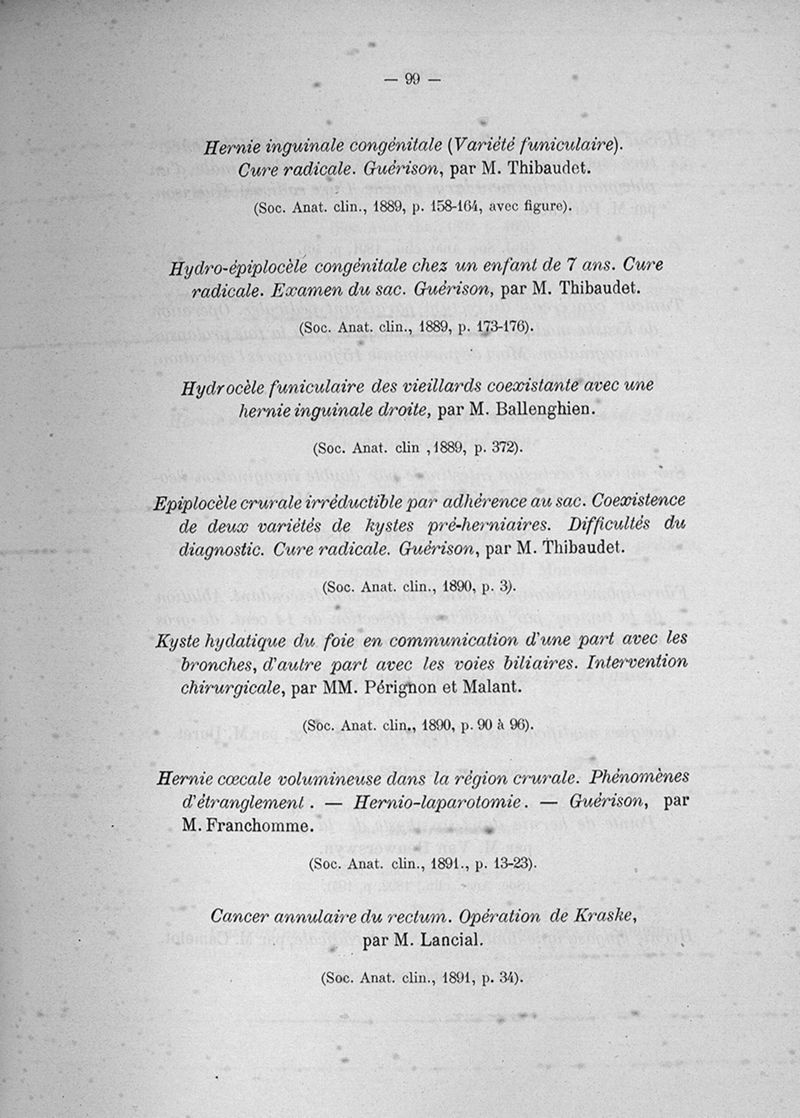 — 99 —
Hernie inguinale congénitale (Variété funiculaire).
Cure radicale. Guérison, par M. Thibaudet.
(Soc. Anat. clin., 1889, p. 158-164, avec figure).
Hydro-épiplocèle congénitale chez un enfant de 7 ans. Cure
radicale. Examen du sac. Guérison, par M. Thibaudet.
(Soc. Anat. clin., 1889, p. 173-176).
Hydrocèle funiculaire des vieillards coexistante avec une
hernie inguinale droite, par M. Ballenghien.
(Soc. Anat. clin ,1889, p. 372).
Epiplocèle crurale irréductible par adhérence au sac. Coexistence
de deux variétés de kystes pré-herniaires. Difficultés du
diagnostic. Cure radicale. Guérison, par M. Thibaudet.
(Soc. Anat. clin., 1890, p. 3).
Kyste hydatique du foie en communication d'une part avec les
bronches, d'autre part avec les voies biliaires. Intervention
chirurgicale, par MM. Pérignon et Malant.
(Soc. Anat. clin., 1890, p. 90 à 96).
Hernie cœcale volumineuse dans la région crurale. Phénomènes
d'étranglement. — Hernio-laparotomie. — Guérison, par
M. Franchomme.
(Soc. Anat. clin., 1891., p. 13-23).
Cancer annulaire du rectum. Opération de Kraske,
par M. Lancial.
(Soc. Anat. clin., 1891, p. 34).